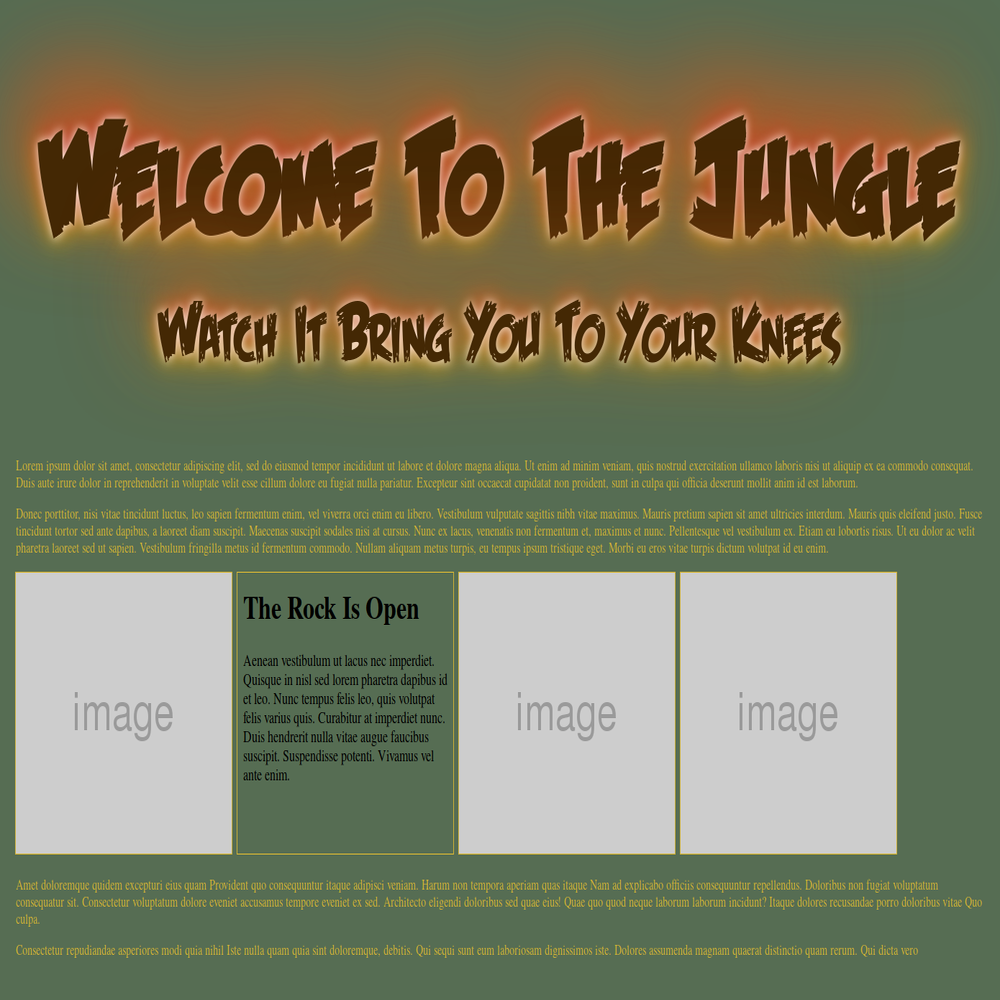 Welcome To The Jungle
Watch It Bring You To Your Knees
Lorem ipsum dolor sit amet, consectetur adipiscing elit, sed do eiusmod tempor incididunt ut labore et dolore magna aliqua. Ut enim ad minim veniam, quis nostrud exercitation ullamco laboris nisi ut aliquip ex ea commodo consequat.
Duis aute irure dolor in reprehenderit in voluptate velit esse cillum dolore eu fugiat nulla pariatur. Excepteur sint occaecat cupidatat non proident, sunt in culpa qui officia deserunt mollit anim id est laborum.
Donec porttitor, nisi vitae tincidunt luctus, leo sapien fermentum enim, vel viverra orci enim eu libero. Vestibulum vulputate sagittis nibh vitae maximus. Mauris pretium sapien sit amet ultricies interdum. Mauris quis eleifend justo. Fusce
tincidunt tortor sed ante dapibus, a laoreet diam suscipit. Maecenas suscipit sodales nisi at cursus. Nunc ex lacus, venenatis non fermentum et, maximus et nunc. Pellentesque vel vestibulum ex. Etiam eu lobortis risus. Ut eu dolor ac velit
pharetra laoreet sed ut sapien. Vestibulum fringilla metus id fermentum commodo. Nullam aliquam metus turpis, eu tempus ipsum tristique eget. Morbi eu eros vitae turpis dictum volutpat id eu enim.
image
The Rock Is Open
Aenean vestibulum ut lacus nec imperdiet.
Quisque in nisl sed lorem pharetra dapibus id
et leo. Nunc tempus felis leo, quis volutpat
felis varius quis. Curabitur at imperdiet nunc.
Duis hendrerit nulla vitae augue faucibus
suscipit. Suspendisse potenti. Vivamus vel
ante enim.
image
image
Amet doloremque quidem excepturi eius quam Provident quo consequuntur itaque adipisci veniam. Harum non tempora aperiam quas itaque Nam ad explicabo officiis consequuntur repellendus. Doloribus non fugiat voluptatum
consequatur sit. Consectetur voluptatum dolore eveniet accusamus tempore eveniet ex sed. Architecto eligendi doloribus sed quae eius! Quae quo quod neque laborum laborum incidunt? Itaque dolores recusandae porro doloribus vitae Quo
culpa.
Consectetur repudiandae asperiores modi quia nihil Iste nulla quam quia sint doloremque, debitis. Qui sequi sunt eum laboriosam dignissimos iste. Dolores assumenda magnam quaerat distinctio quam rerum. Qui dicta vero